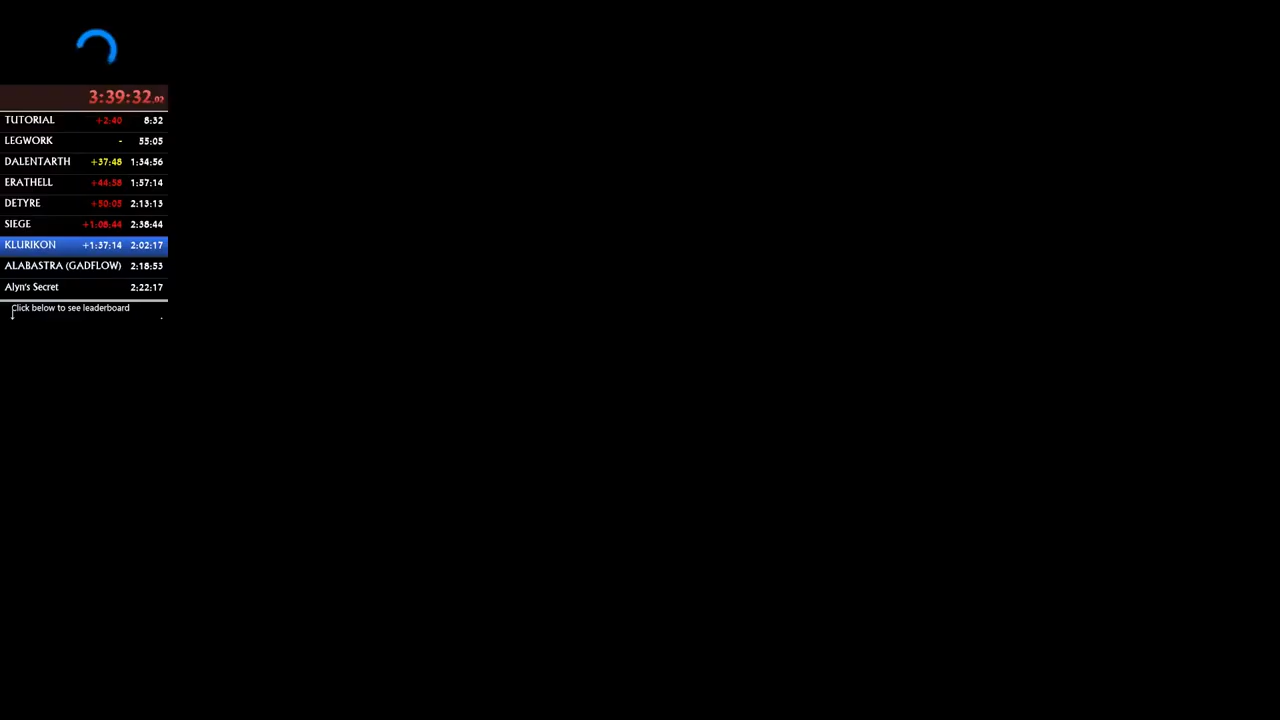 3:39:32.02
TUTORIAL +2:40 8:32
LEGWORK - 55:05
DALENTARTH +37:48 1:34:56
ERATHELL +44:58 1:57:14
DETYRE +50:05 2:13:13
SIEGE +1:08:44 2:38:44
KLURIKON +1:37:14 2:02:17
ALABASTRA (GADFLOW) 2:18:53
Alyn's Secret 2:22:17
Click below to see leaderboard
↓ .